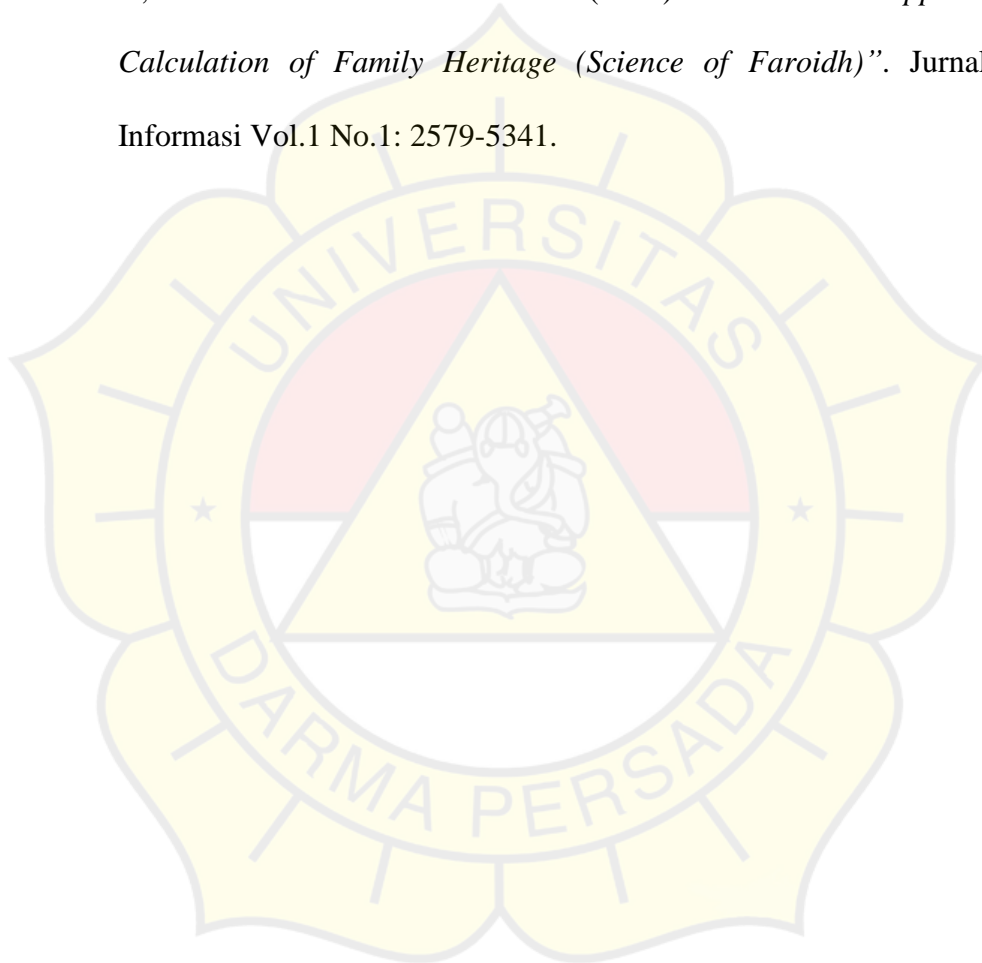 Calculation of Family Heritage (Science of Faroidh)”. Jurnal
Informasi Vol.1 No.1: 2579-5341.
UNIVERSITAS
DARMA PERSADA